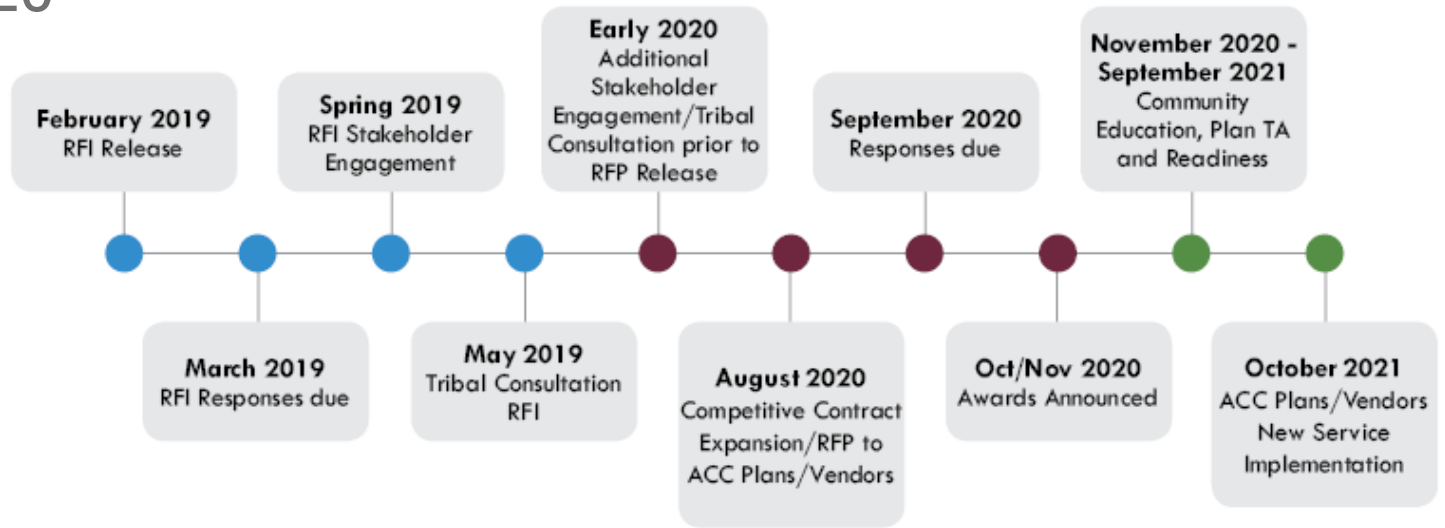 February 2019
RFI Release
March 2019
RFI Responses due
Spring 2019
RFI Stakeholder
Engagement
May 2019
Tribal Consultation
RFI
Early 2020
Additional
Stakeholder
Engagement/Tribal
Consultation prior to
RFP Release
August 2020
Competitive Contract
Expansion/RFP to
ACC Plans/Vendors
September 2020
Responses due
Oct/Nov 2020
Awards Announced
November 2020 -
September 2021
Community
Education, Plan TA
and Readiness
October 2021
ACC Plans/Vendors
New Service
Implementation